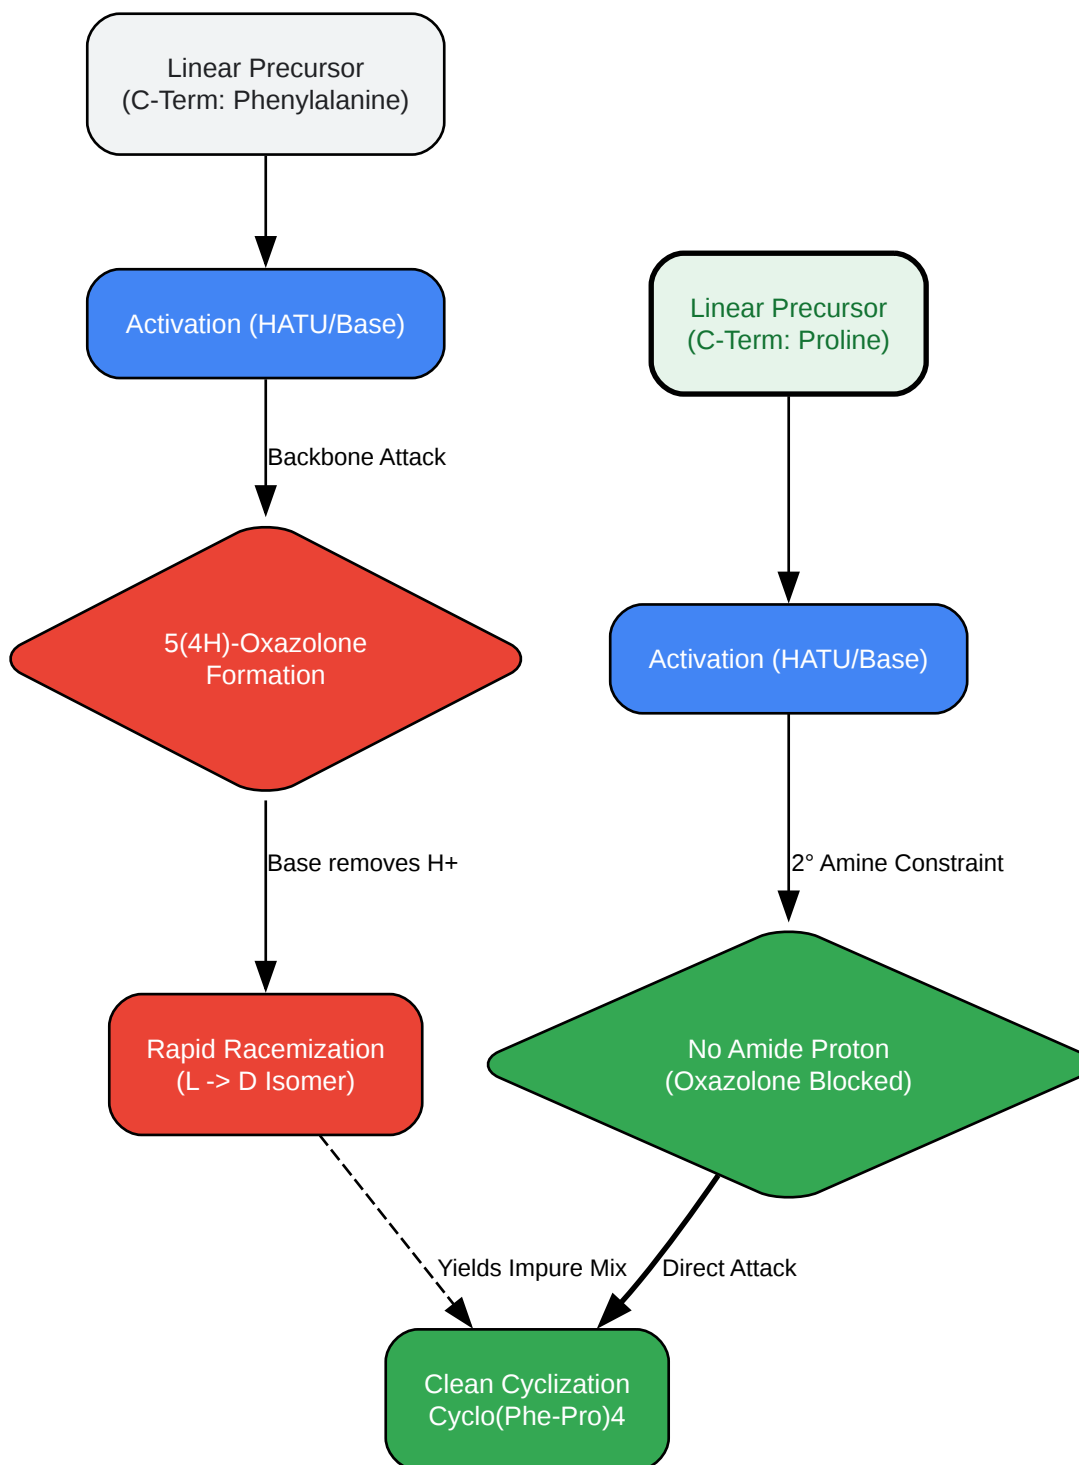 Linear Precursor
(C-Term: Phenylalanine)
Activation (HATU/Base)
Backbone Attack
5(4H)-Oxazolone
Formation
Base removes H+
Rapid Racemization
(L -> D Isomer)
Yields Impure Mix
Linear Precursor
(C-Term: Proline)
Activation (HATU/Base)
2° Amine Constraint
No Amide Proton
(Oxazolone Blocked)
Direct Attack
Clean Cyclization
Cyclo(Phe-Pro)4